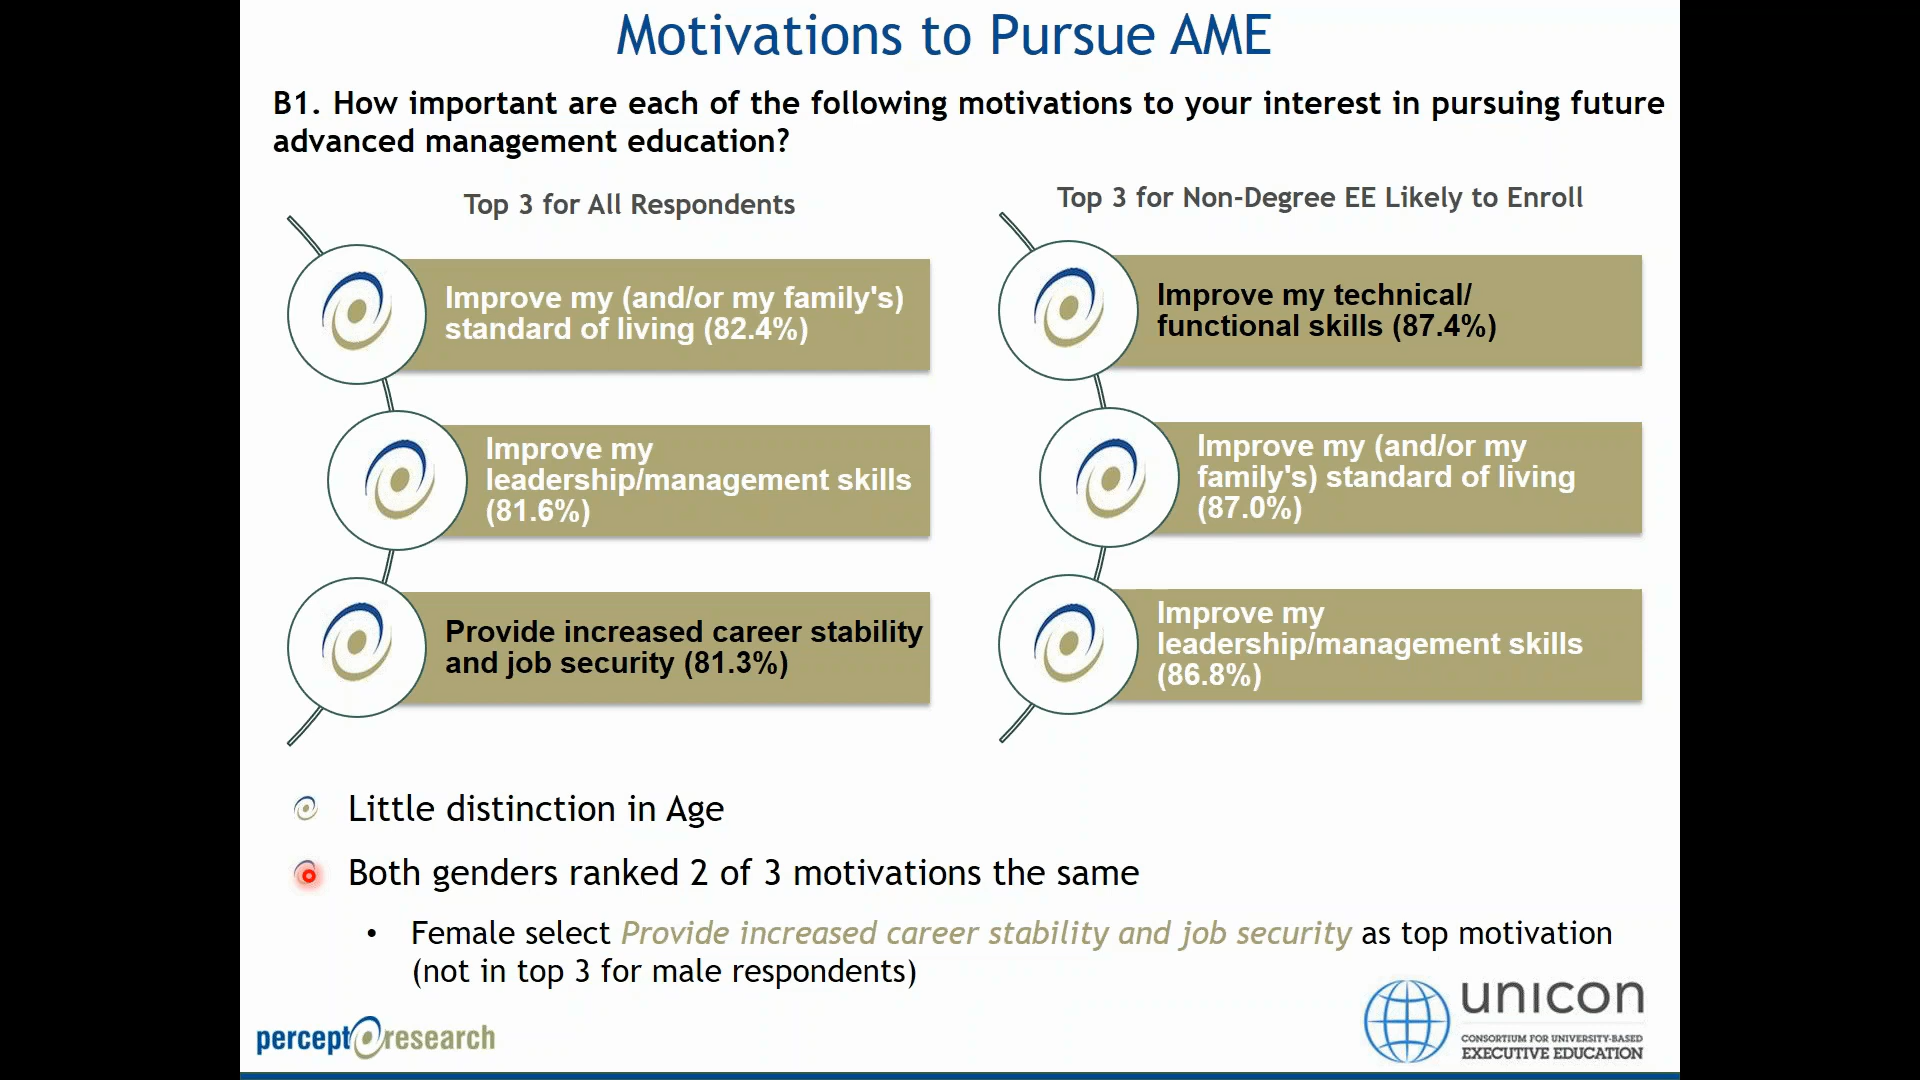 Motivations to Pursue AME
B1. How important are each of the following motivations to your interest in pursuing future
advanced management education?
Top 3 for All Respondents
Improve my (and/or my family's)
standard of living (82.4%)
Improve my
leadership/management skills
(81.6%)
Provide increased career stability
and job security (81.3%)
Top 3 for Non-Degree EE Likely to Enroll
Improve my technical/
functional skills (87.4%)
Improve my (and/or my
family's) standard of living
(87.0%)
Improve my
leadership/management skills
(86.8%)
Little distinction in Age
Both genders ranked 2 of 3 motivations the same
• Female select Provide increased career stability and job security as top motivation
(not in top 3 for male respondents)
percept research
unicon
CONSORTIUM FOR UNIVERSITY-BASED
EXECUTIVE EDUCATION